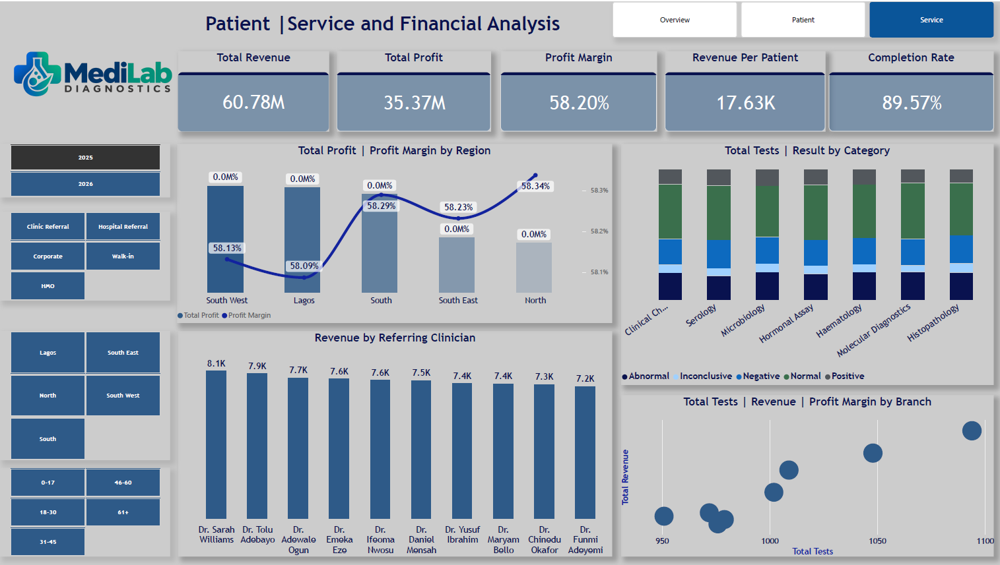 Patient |Service and Financial Analysis
Overview
Patient
Service
MediLab
DIAGNOSTICS
Total Revenue
60.78M
Total Profit
35.37M
Profit Margin
58.20%
Revenue Per Patient
17.63K
Completion Rate
89.57%
2025
2026
Clinic Referral
Hospital Referral
Corporate
Walk-in
HMO
Lagos
South East
North
South West
South
0-17
46-60
18-30
61+
31-45
Total Profit | Profit Margin by Region
0.0M%
0.0M%
0.0M%
0.0M%
0.0M%
58.13%
58.09%
58.29%
58.23%
58.34%
58.3%
58.2%
58.1%
South West
Lagos
South
South East
North
Total Profit
Profit Margin
Revenue by Referring Clinician
8.1K
7.9K
7.7K
7.6K
7.6K
7.5K
7.4K
7.4K
7.3K
7.2K
Dr. Sarah
Williams
Dr. Tolu
Adebayo
Dr.
Adewale
Ogun
Dr.
Emeka
Eze
Dr.
Ifeoma
Nwosu
Dr.
Daniel
Mensah
Dr. Yusuf
Ibrahim
Dr.
Maryam
Bello
Dr.
Chinedu
Okafor
Dr.
Funmi
Adeyemi
Total Tests | Result by Category
Clinical Ch...
Serology
Microbiology
Hormonal Assay
Haematology
Molecular Diagnostics
Histopathology
Abnormal
Inconclusive
Negative
Normal
Positive
Total Tests | Revenue | Profit Margin by Branch
Total Revenue
950
1000
1050
1100
Total Tests